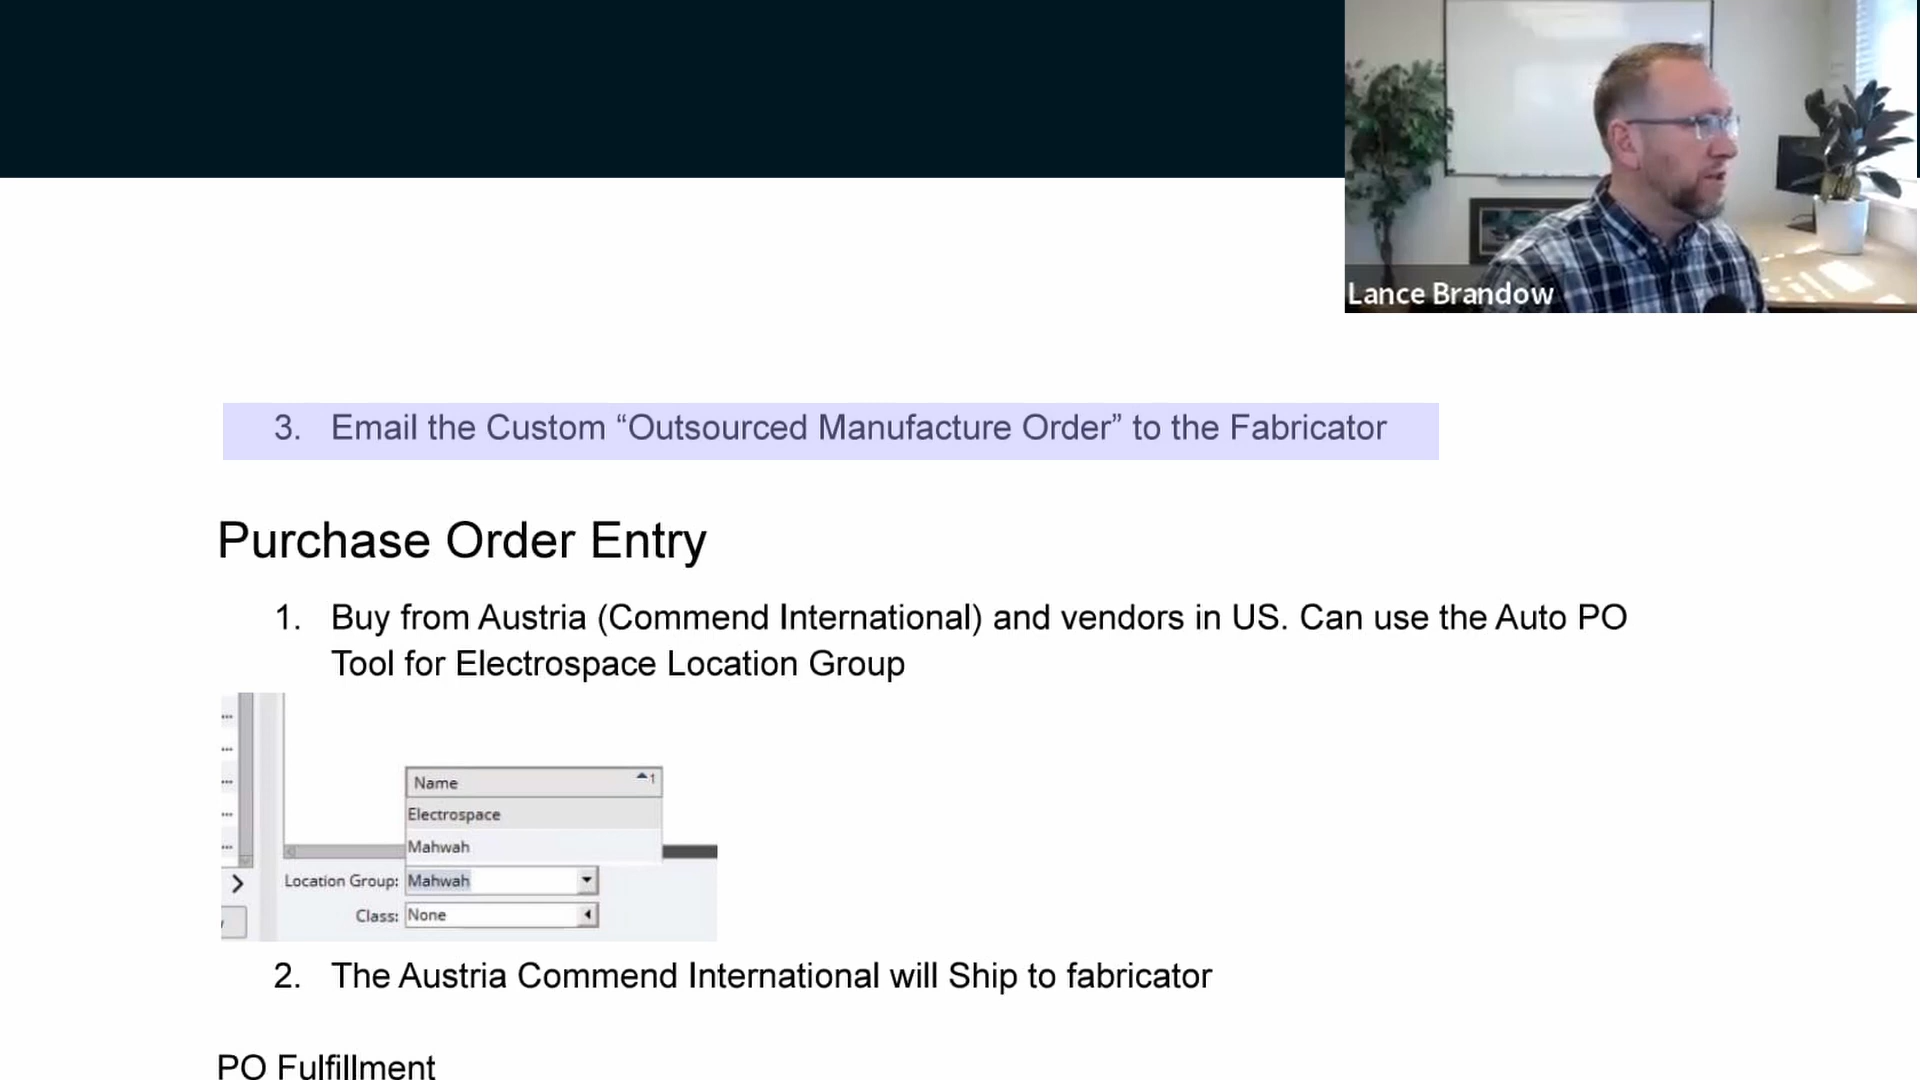 Lance Brandow
3. Email the Custom “Outsourced Manufacture Order” to the Fabricator
Purchase Order Entry
1. Buy from Austria (Commend International) and vendors in US. Can use the Auto PO
Tool for Electrospace Location Group
Name 1
Electrospace
Mahwah
Location Group: Mahwah
Class: None
2. The Austria Commend International will Ship to fabricator
PO Fulfillment